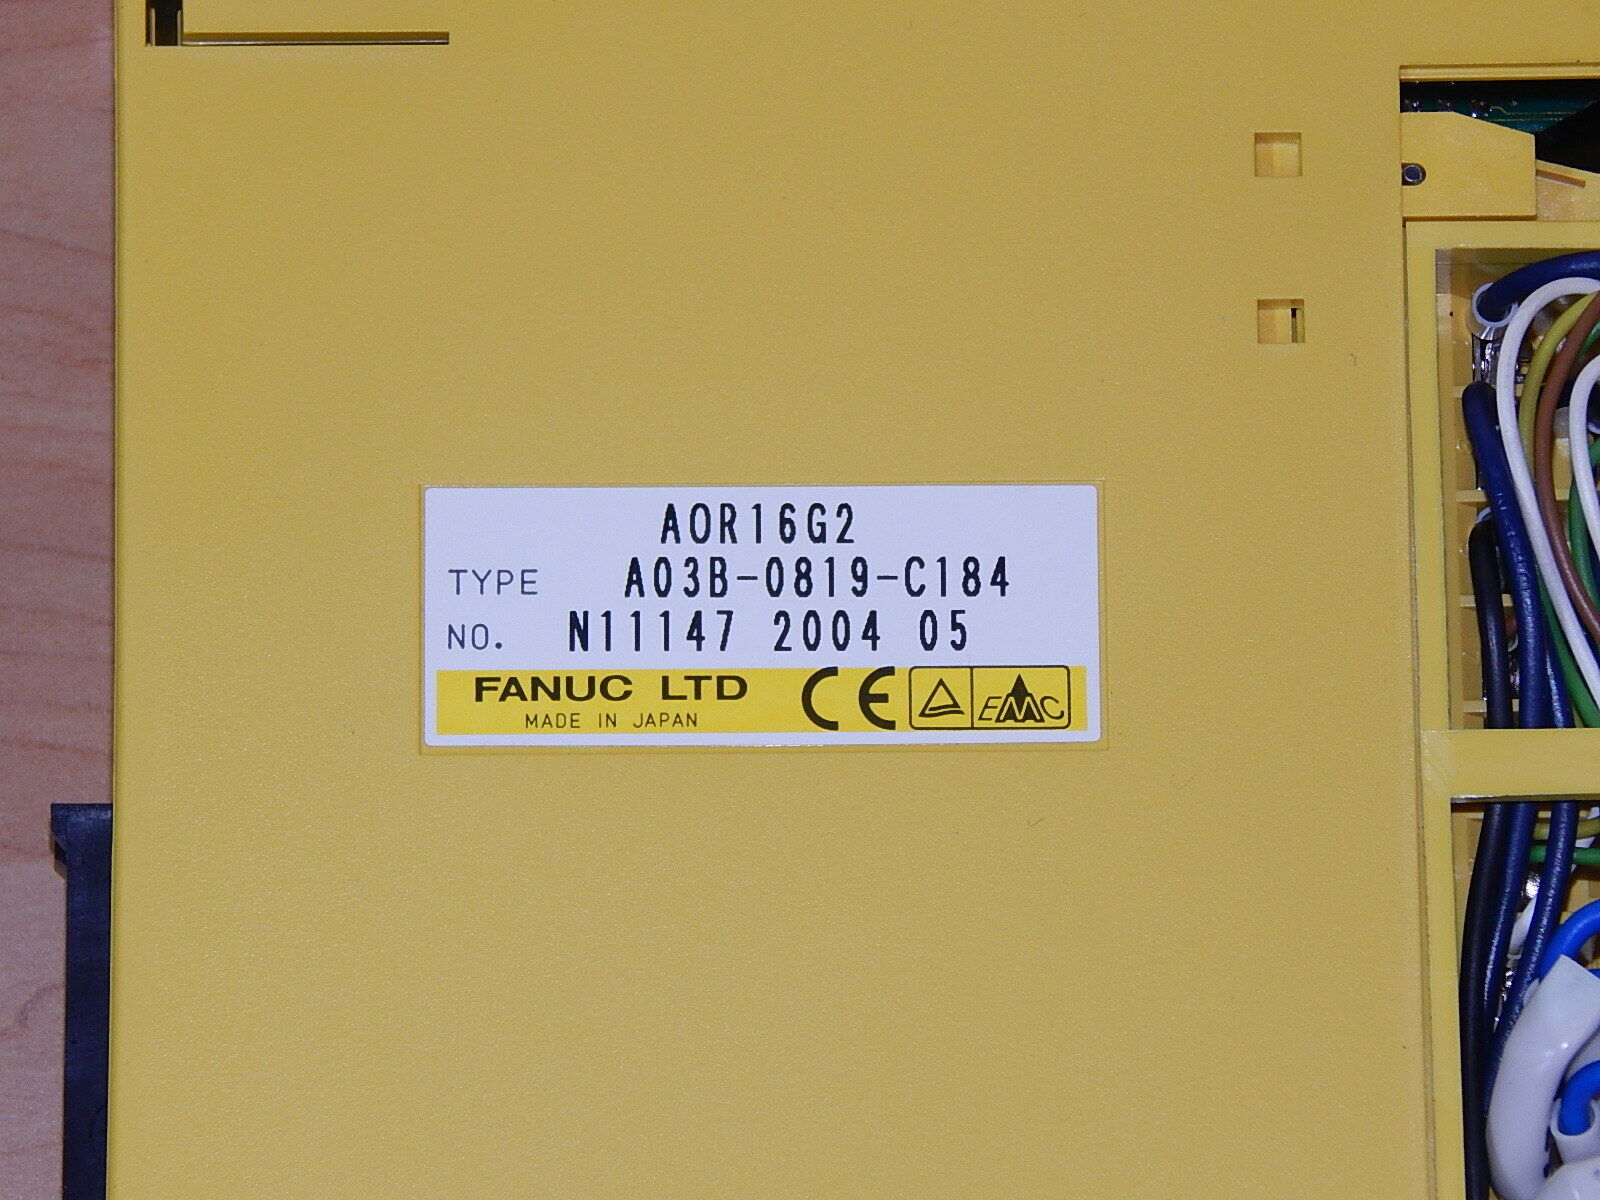 AOR16G2
TYPE A03B-0819-C184
NO. N11147 2004 05
FANUC LTD CE
MADE IN JAPAN EMC